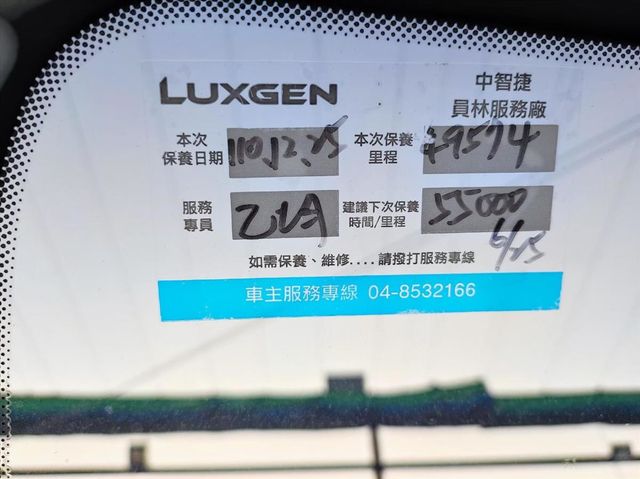 LUXGEN
中智捷
員林服務廠
本次
保養日期
110.12.25
本次保養
里程
49574
服務
專員
建議下次保養
時間/里程
55000
6/25
如需保養、維修....請撥打服務專線
車主服務專線 04-8532166